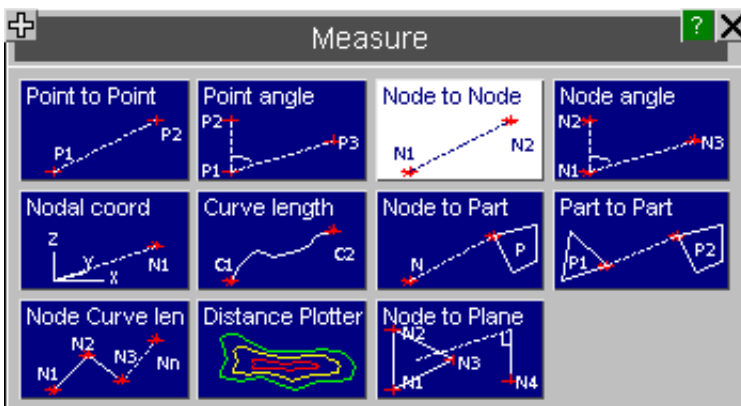 Measure
?
Point to Point
P1
P2
Point angle
P2
P3
P1
Node to Node
N1
N2
Node angle
N2
N3
N1
Nodal coord
Z
Y
X
N1
Curve length
C1
C2
Node to Part
N
P
Part to Part
P1
P2
Node Curve len
N2
N1
N3
Nn
Distance Plotter
Node to Plane
N2
N3
N1
N4